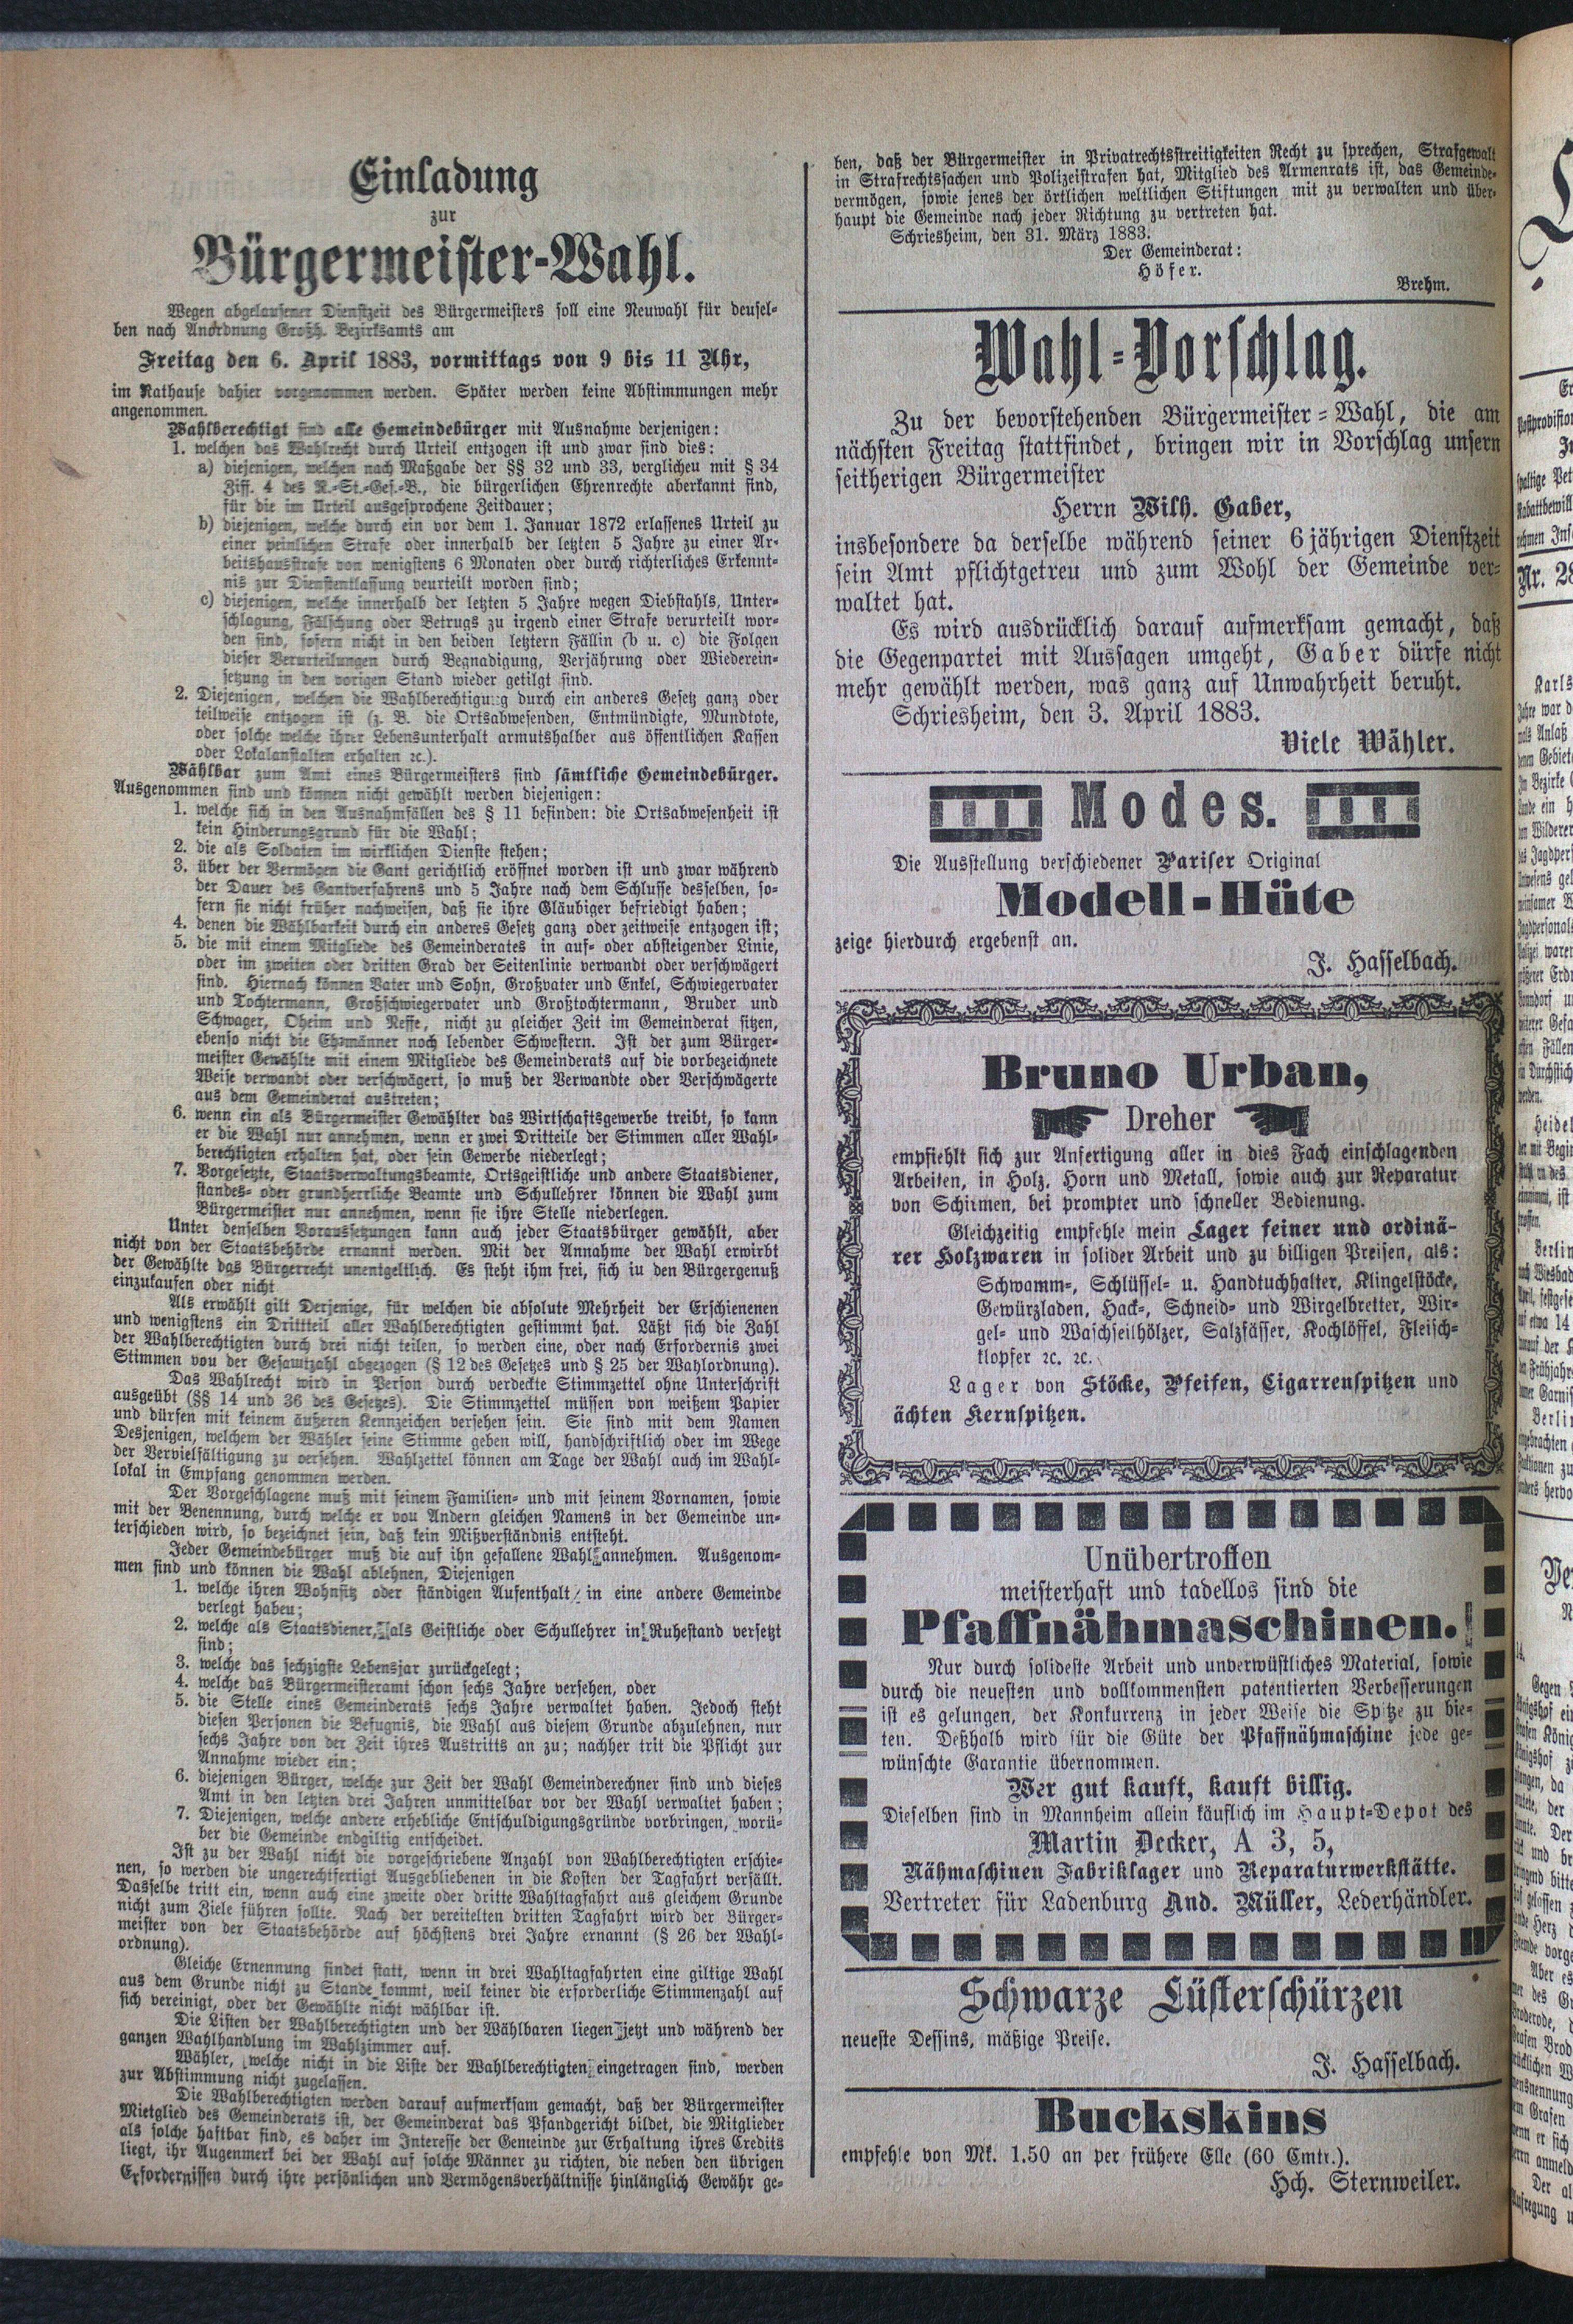 Einladung
zur
Bürgermeister-Wahl.
Wegen abgelaufener Dienstzeit des Bürgermeisters soll eine Neuwahl für deusel-
ben nach Anordnung Großh. Bezirksamts am
Freitag den 6. April 1883, vormittags von 9 bis 11 Uhr,
im Rathause dahier vorgenommen werden. Später werden keine Abstimmungen mehr
angenommen.
Wahlberechtigt sind alle Gemeindebürger mit Ausnahme derjenigen:
1. welchen das Wahlrecht durch Urteil entzogen ist und zwar sind dies:
a) diejenigen, welchen nach Maßgabe der §§ 32 und 33, verglicheu mit § 34
Ziff. 4 des R.-St.-Ges.-B., die bürgerlichen Ehrenrechte aberkannt sind,
für die im Urteil ausgesprochene Zeitdauer;
b) diejenigen, welche durch ein vor dem 1. Januar 1872 erlassenes Urteil zu
einer peinlichen Strafe oder innerhalb der letzten 5 Jahre zu einer Ar-
beitshausstrafe von wenigstens 6 Monaten oder durch richterliches Erkennt-
nis zur Dienstentlassung veurteilt worden sind;
c) diejenigen, welche innerhalb der letzten 5 Jahre wegen Diebstahls, Unter-
schlagung, Fälschung oder Betrugs zu irgend einer Strafe verurteilt wor-
den sind, sofern nicht in den beiden letztern Fällin (b u. c) die Folgen
dieser Verurteilungen durch Begnadigung, Verjährung oder Wiederein-
setzung in den vorigen Stand wieder getilgt sind.
2. Diejenigen, welchen die Wahlberechtigung durch ein anderes Gesetz ganz oder
teilweise entzogen ist (z. B. die Ortsabwesenden, Entmündigte, Mundtote,
oder solche welche ihrer Lebensunterhalt armutshalber aus öffentlichen Kassen
oder Lokalanstalten erhalten ꝛc.).
Wählbar zum Amt eines Bürgermeisters sind sämtliche Gemeindebürger.
Ausgenommen sind und können nicht gewählt werden diejenigen:
1. welche sich in den Ausnahmfällen des § 11 befinden: die Ortsabwesenheit ist
kein Hinderungsgrund für die Wahl;
2. die als Soldaten im wirklichen Dienste stehen;
3. über der Vermögen die Gant gerichtlich eröffnet worden ist und zwar während
der Dauer des Gantverfahrens und 5 Jahre nach dem Schlusse desselben, so-
fern sie nicht früher nachweisen, daß sie ihre Gläubiger befriedigt haben;
4. denen die Wählbarkeit durch ein anderes Gesetz ganz oder zeitweise entzogen ist;
5. die mit einem Mitgliede des Gemeinderates in auf- oder absteigender Linie,
oder im zweiten oder dritten Grad der Seitenlinie verwandt oder verschwägert
sind. Hiernach können Vater und Sohn, Großvater und Enkel, Schwiegervater
und Tochtermann, Großschwiegervater und Großtochtermann, Bruder und
Schwager, Oheim und Neffe, nicht zu gleicher Zeit im Gemeinderat sitzen,
ebenso nicht die Ehemänner noch lebender Schwestern. Ist der zum Bürger-
meister Gewählte mit einem Mitgliede des Gemeinderats auf die vorbezeichnete
Weise verwandt oder verschwägert, so muß der Verwandte oder Verschwägerte
aus dem Gemeinderat austreten;
6. wenn ein als Bürgermeister Gewählter das Wirtschaftsgewerbe treibt, so kann
er die Wahl nur annehmen, wenn er zwei Dritteile der Stimmen aller Wahl-
berechtigten erhalten hat, oder sein Gewerbe niederlegt;
7. Vorgesetzte, Staatsverwaltungsbeamte, Ortsgeistliche und andere Staatsdiener,
standes- oder grundherrliche Beamte und Schullehrer können die Wahl zum
Bürgermeister nur annehmen, wenn sie ihre Stelle niederlegen.
Unter denselben Voraussetzungen kann auch jeder Staatsbürger gewählt, aber
nicht von der Staatsbehörde ernannt werden. Mit der Annahme der Wahl erwirbt
der Gewählte das Bürgerrecht unentgeltlich. Es steht ihm frei, sich iu den Bürgergenuß
einzukaufen oder nicht
Als erwählt gilt Derjenige, für welchen die absolute Mehrheit der Erschienenen
und wenigstens ein Drittteil aller Wahlberechtigten gestimmt hat. Läßt sich die Zahl
der Wahlberechtigten durch drei nicht teilen, so werden eine, oder nach Erfordernis zwei
Stimmen vou der Gesamtzahl abgezogen (§ 12 des Gesetzes und § 25 der Wahlordnung).
Das Wahlrecht wird in Person durch verdeckte Stimmzettel ohne Unterschrift
ausgeübt (§§ 14 und 36 des Gesetzes). Die Stimmzettel müssen von weißem Papier
und dürfen mit keinem äußeren Kennzeichen versehen sein. Sie sind mit dem Namen
Desjenigen, welchem der Wähler seine Stimme geben will, handschriftlich oder im Wege
der Vervielfältigung zu versehen. Wahlzettel können am Tage der Wahl auch im Wahl-
lokal in Empfang genommen werden.
Der Vorgeschlagene muß mit seinem Familien- und mit seinem Vornamen, sowie
mit der Benennung, durch welche er vou Andern gleichen Namens in der Gemeinde un-
terschieden wird, so bezeichnet sein, daß kein Mißverständnis entsteht.
Jeder Gemeindebürger muß die auf ihn gefallene Wahl annehmen. Ausgenom-
men sind und können die Wahl ablehnen, Diejenigen
1. welche ihren Wohnsitz oder ständigen Aufenthalt in eine andere Gemeinde
verlegt habeu;
2. welche als Staatsdiener, als Geistliche oder Schullehrer in Ruhestand versetzt
sind;
3. welche das sechzigste Lebensjar zurückgelegt;
4. welche das Bürgermeisteramt schon sechs Jahre versehen, oder
5. die Stelle eines Gemeinderats sechs Jahre verwaltet haben. Jedoch steht
diesen Personen die Befugnis, die Wahl aus diesem Grunde abzulehnen, nur
sechs Jahre von der Zeit ihres Austritts an zu; nachher trit die Pflicht zur
Annahme wieder ein;
6. diejenigen Bürger, welche zur Zeit der Wahl Gemeinderechner sind und dieses
Amt in den letzten drei Jahren unmittelbar vor der Wahl verwaltet haben;
7. Diejenigen, welche andere erhebliche Entschuldigungsgründe vorbringen, worü-
ber die Gemeinde endgiltig entscheidet.
Ist zu der Wahl nicht die vorgeschriebene Anzahl von Wahlberechtigten erschie-
nen, so werden die ungerechtfertigt Ausgebliebenen in die Kosten der Tagfahrt verfällt.
Dasselbe tritt ein, wenn auch eine zweite oder dritte Wahltagfahrt aus gleichem Grunde
nicht zum Ziele führen sollte. Nach der vereitelten dritten Tagfahrt wird der Bürger-
meister von der Staatsbehörde auf höchstens drei Jahre ernannt (§ 26 der Wahl-
ordnung).
Gleiche Ernennung findet statt, wenn in drei Wahltagfahrten eine giltige Wahl
aus dem Grunde nicht zu Stande kommt, weil keiner die erforderliche Stimmenzahl auf
sich vereinigt, oder der Gewählte nicht wählbar ist.
Die Listen der Wahlberechtigten und der Wählbaren liegen jetzt und während der
ganzen Wahlhandlung im Wahlzimmer auf.
Wähler, welche nicht in die Liste der Wahlberechtigten eingetragen sind, werden
zur Abstimmung nicht zugelassen.
Die Wahlberechtigten werden darauf aufmerksam gemacht, daß der Bürgermeister
Mietglied des Gemeinderats ist, der Gemeinderat das Pfandgericht bildet, die Mitglieder
als solche haftbar sind, es daher im Interesse der Gemeinde zur Erhaltung ihres Credits
liegt, ihr Augenmerk bei der Wahl auf solche Männer zu richten, die neben den übrigen
Erfordernissen durch ihre persönlichen und Vermögensverhältnisse hinlänglich Gewähr ge-
ben, daß der Bürgermeister in Privatrechtsstreitigkeiten Recht zu sprechen, Strafgewalt
in Strafrechtssachen und Polizeistrafen hat, Mitglied des Armenrats ist, das Gemeinde-
vermögen, sowie jenes der örtlichen weltlichen Stiftungen mit zu verwalten und über-
haupt die Gemeinde nach jeder Richtung zu vertreten hat.
Schriesheim, den 31. März 1883.
Der Gemeinderat:
Höfer.
Brehm.
Wahl-Vorschlag.
Zu der bevorstehenden Bürgermeister-Wahl, die am
nächsten Freitag stattfindet, bringen wir in Vorschlag unsern
seitherigen Bürgermeister
Herrn Wilh. Gaber,
insbesondere da derselbe während seiner 6 jährigen Dienstzeit
sein Amt pflichtgetreu und zum Wohl der Gemeinde ver-
waltet hat.
Es wird ausdrücklich darauf aufmerksam gemacht, daß
die Gegenpartei mit Aussagen umgeht, Gaber dürfe nicht
mehr gewählt werden, was ganz auf Unwahrheit beruht.
Schriesheim, den 3. April 1883.
Viele Wähler.
Modes.
Die Ausstellung verschiedener Pariser Original
Modell-Hüte
zeige hierdurch ergebenst an.
J. Hasselbach.
Bruno Urban,
Dreher
empfiehlt sich zur Anfertigung aller in dies Fach einschlagenden
Arbeiten, in Holz, Horn und Metall, sowie auch zur Reparatur
von Schirmen, bei prompter und schneller Bedienung.
Gleichzeitig empfehle mein Lager feiner und ordinä-
rer Holzwaren in solider Arbeit und zu billigen Preisen, als:
Schwamm-, Schlüssel- u. Handtuchhalter, Klingelstöcke,
Gewürzladen, Hack-, Schneid- und Wirgelbretter, Wir-
gel- und Waschseilhölzer, Salzfässer, Kochlöffel, Fleisch-
klopfer ꝛc. ꝛc.
Lager von Stöcke, Pfeifen, Cigarrenspitzen und
ächten Kernspitzen.
Unübertroffen
meisterhaft und tadellos sind die
Pfaffnähmaschinen.
Nur durch solideste Arbeit und unverwüstliches Material, sowie
durch die neuesten und vollkommensten patentierten Verbesserungen
ist es gelungen, der Konkurrenz in jeder Weise die Spitze zu bie-
ten. Deßhalb wird für die Güte der Pfaffnähmaschine jede ge-
wünschte Garantie übernommen.
Wer gut kauft, kauft billig.
Dieselben sind in Mannheim allein käuflich im Haupt-Depot des
Martin Decker, A 3, 5,
Nähmaschinen Fabriklager und Reparaturwerkstätte.
Vertreter für Ladenburg And. Müller, Lederhändler.
Schwarze Lüsterschürzen
neueste Dessins, mäßige Preise.
J. Hasselbach.
Buckskins
empfehle von Mk. 1.50 an per frühere Elle (60 Cmtr.).
Hch. Sternweiler.